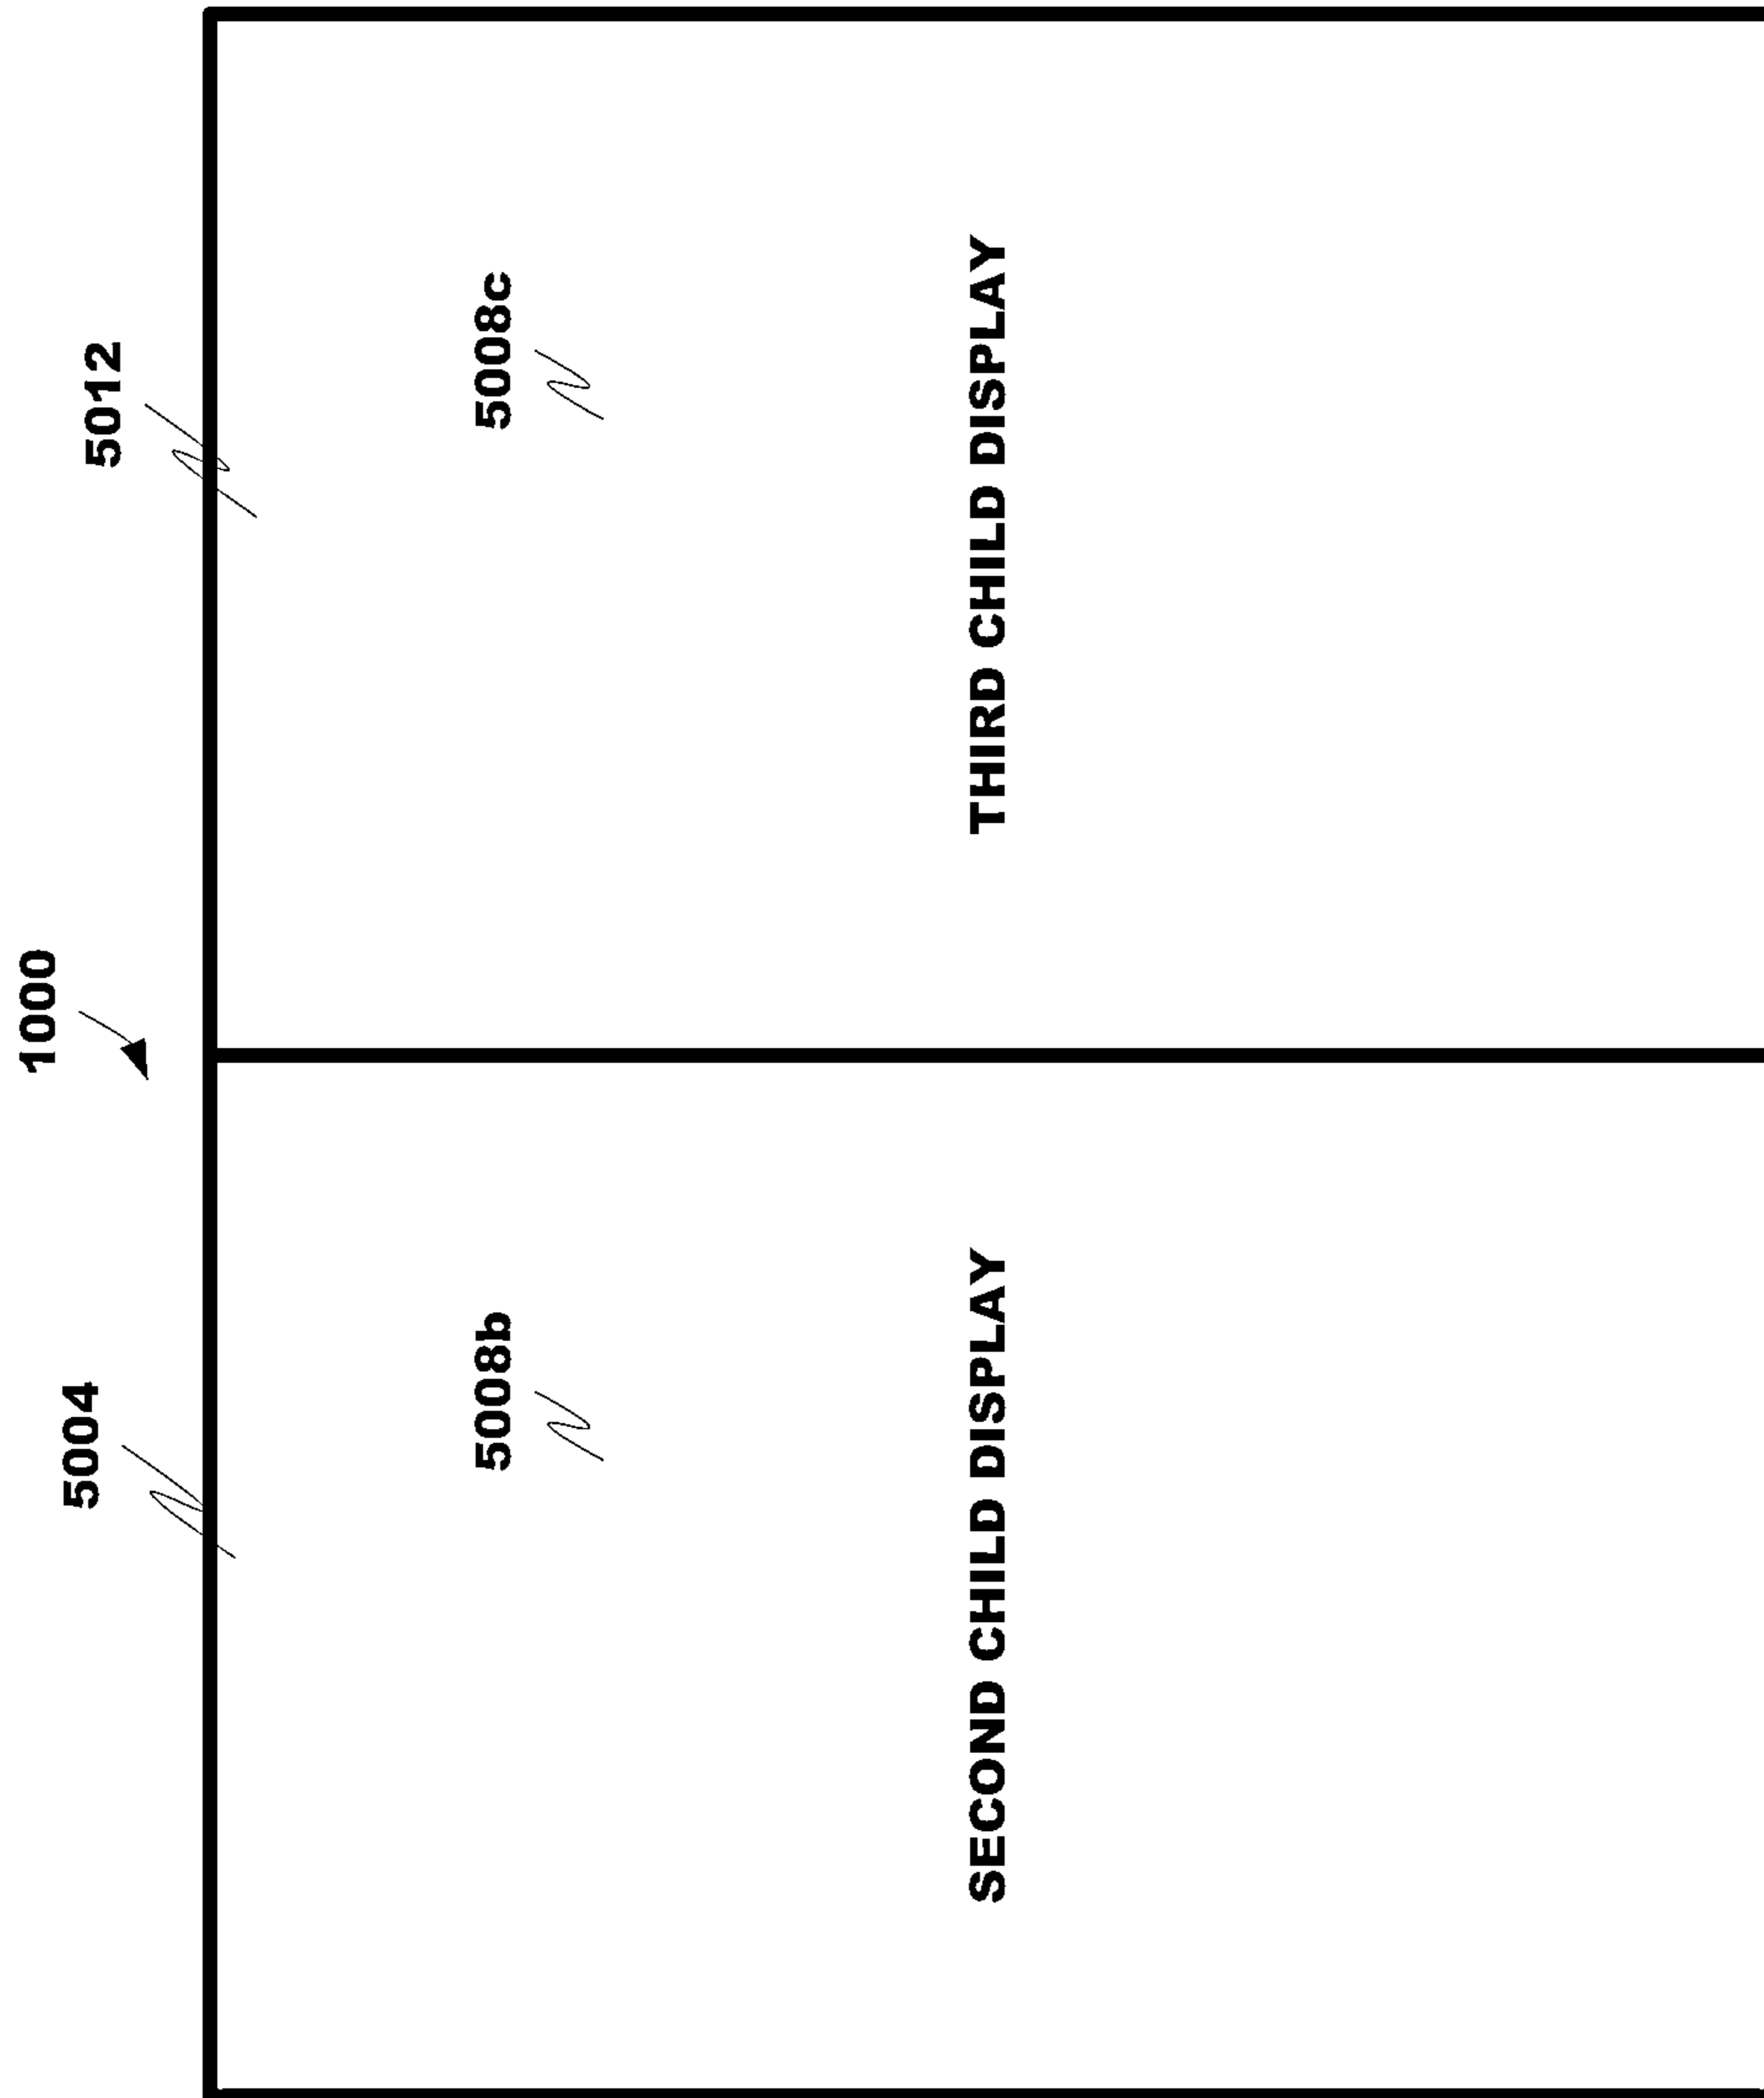 1000
5004
5012
5008b
5008c
SECOND CHILD DISPLAY
THIRD CHILD DISPLAY